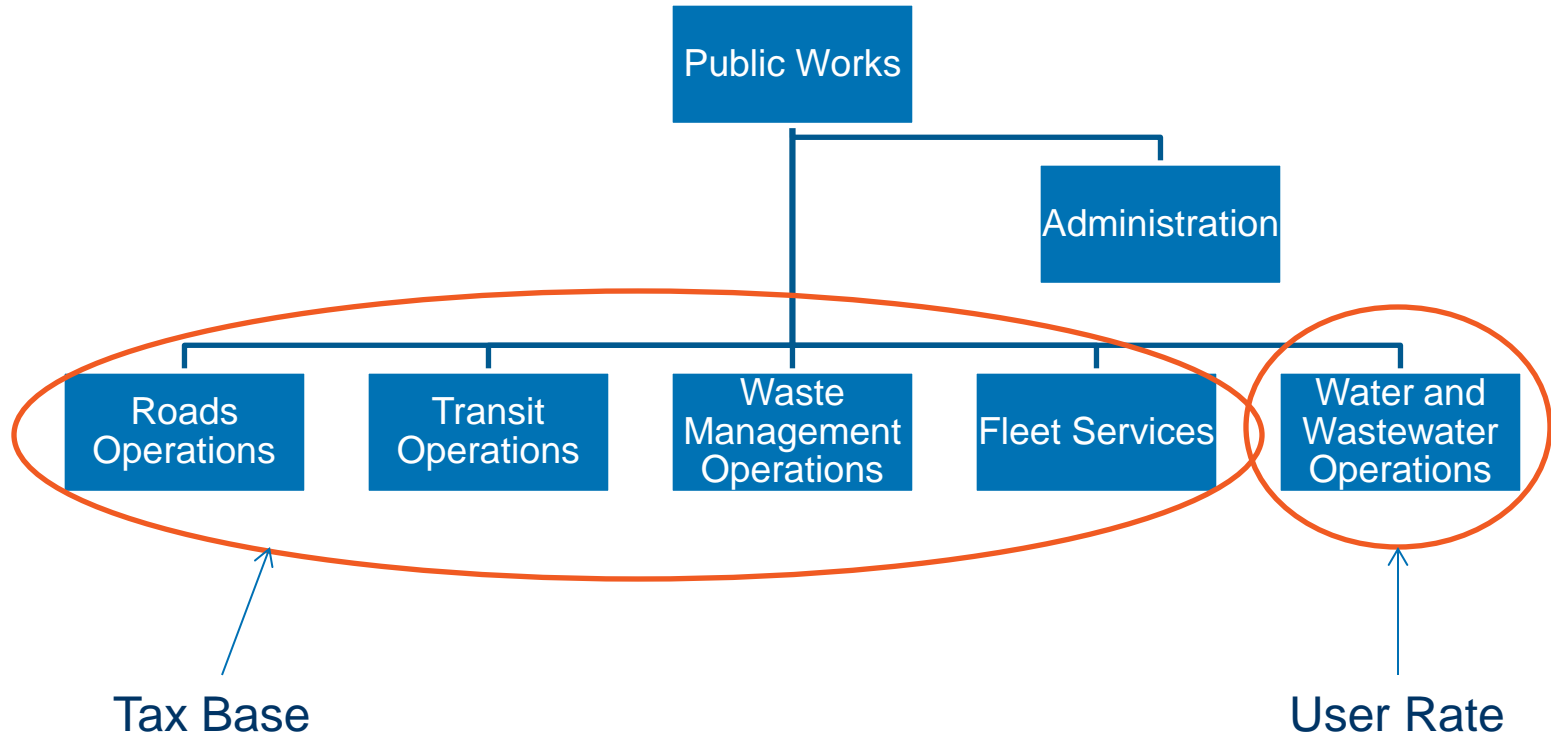 Public Works
Administration
Roads
Operations
Transit
Operations
Waste
Management
Operations
Fleet Services
Water and
Wastewater
Operations
Tax Base
User Rate